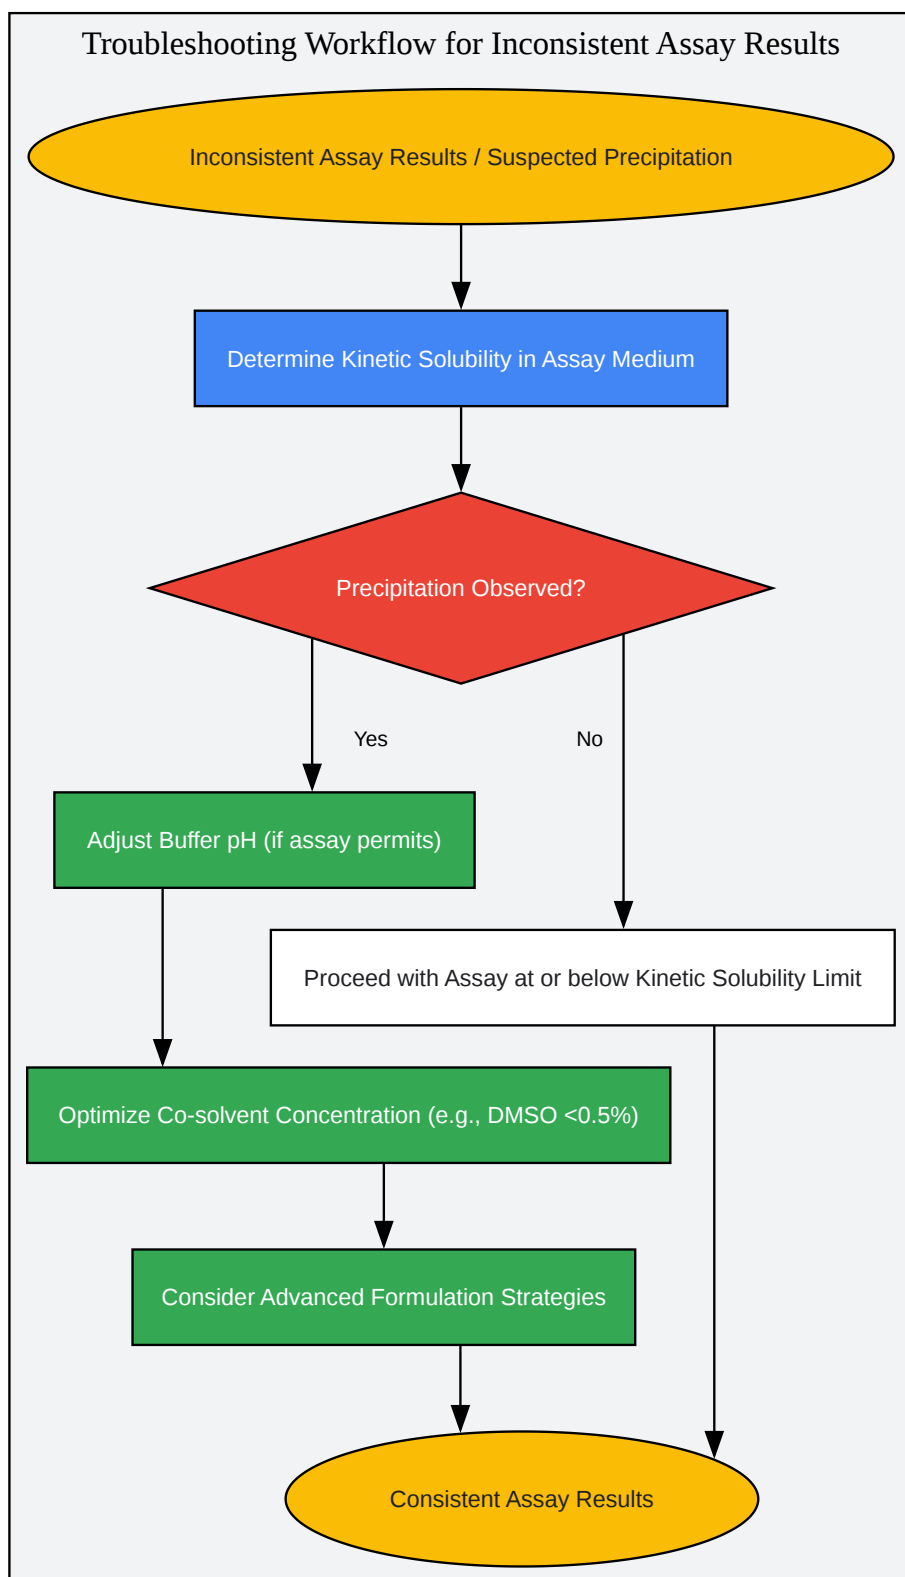 Troubleshooting Workflow for Inconsistent Assay Results
Inconsistent Assay Results / Suspected Precipitation
Determine Kinetic Solubility in Assay Medium
Precipitation Observed?
Yes
No
Adjust Buffer pH (if assay permits)
Proceed with Assay at or below Kinetic Solubility Limit
Optimize Co-solvent Concentration (e.g., DMSO <0.5%)
Consider Advanced Formulation Strategies
Consistent Assay Results